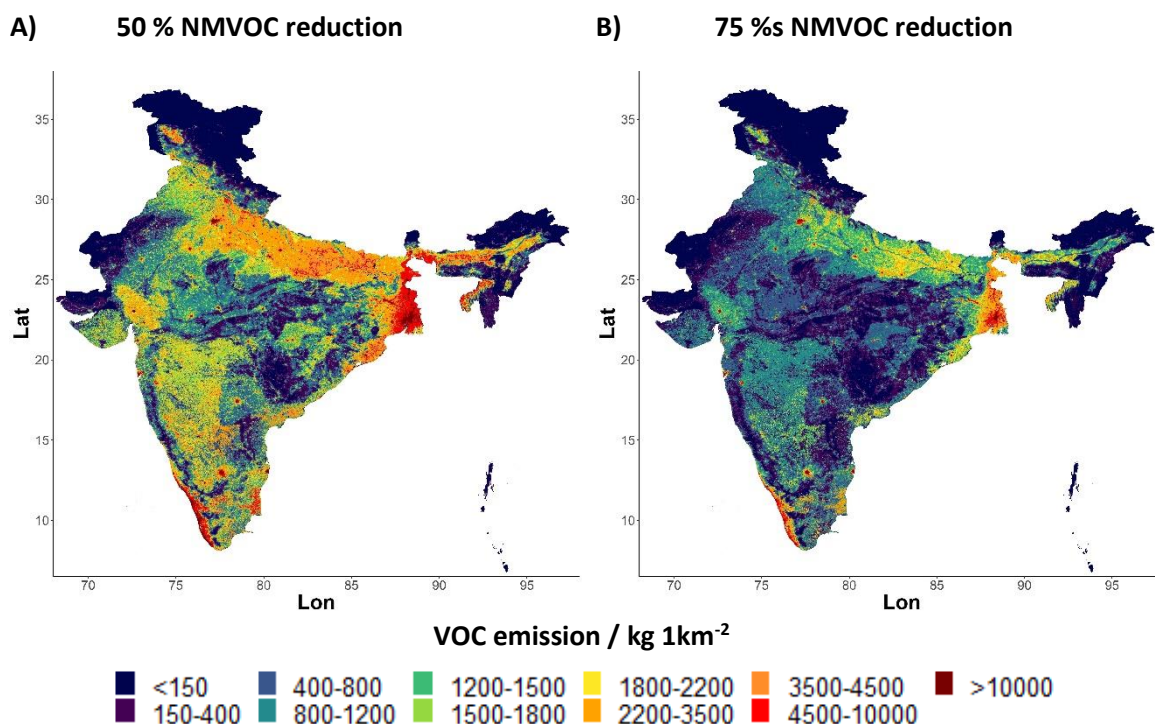 A) 50 % NMVOC reduction B) 75 %s NMVOC reduction
35 35
30 30
25 25
Lat Lat
20 20
15 15
10 10
70 75 80 85 90 95 70 75 80 85 90 95
Lon Lon
VOC emission / kg 1km⁻²
<150 400-800 1200-1500 1800-2200 3500-4500 >10000
150-400 800-1200 1500-1800 2200-3500 4500-10000